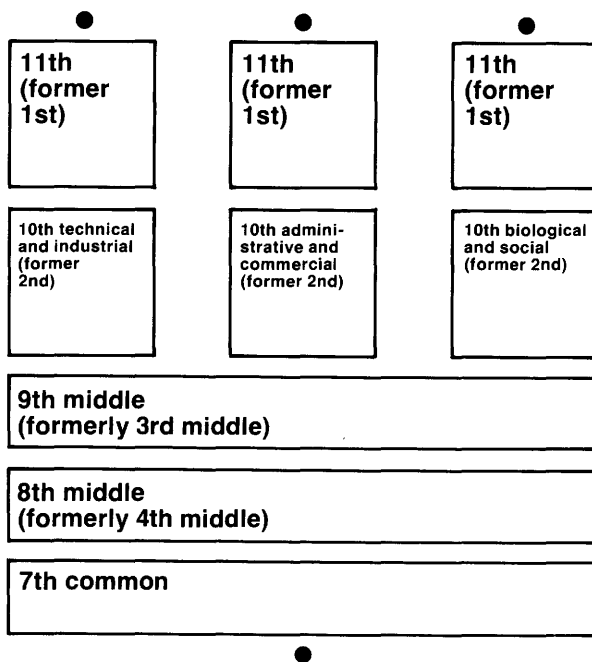 11th
(former
1st)
11th
(former
1st)
11th
(former
1st)
10th technical
and industrial
(former
2nd)
10th admini-
strative and
commercial
(former 2nd)
10th biological
and social
(former 2nd)
9th middle
(formerly 3rd middle)
8th middle
(formerly 4th middle)
7th common